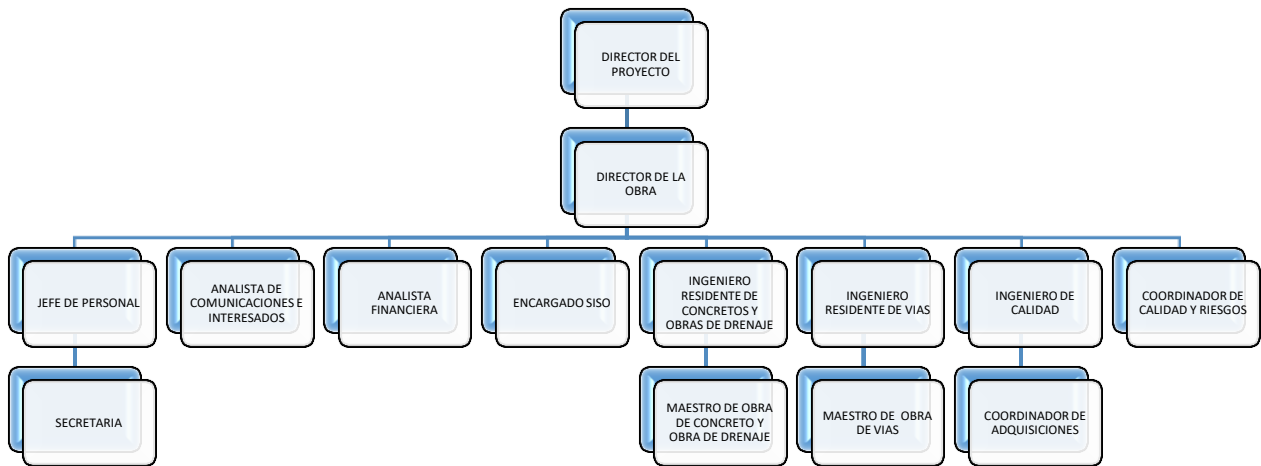 DIRECTOR DEL
PROYECTO
DIRECTOR DE LA
OBRA
JEFE DE PERSONAL
ANALISTA DE
COMUNICACIONES E
INTERESADOS
ANALISTA
FINANCIERA
ENCARGADO SISO
INGENIERO
RESIDENTE DE
CONCRETOS Y
OBRAS DE DRENAJE
INGENIERO
RESIDENTE DE VIAS
INGENIERO DE
CALIDAD
COORDINADOR DE
CALIDAD Y RIESGOS
SECRETARIA
MAESTRO DE OBRA
DE CONCRETO Y
OBRA DE DRENAJE
MAESTRO DE OBRA
DE VIAS
COORDINADOR DE
ADQUISICIONES